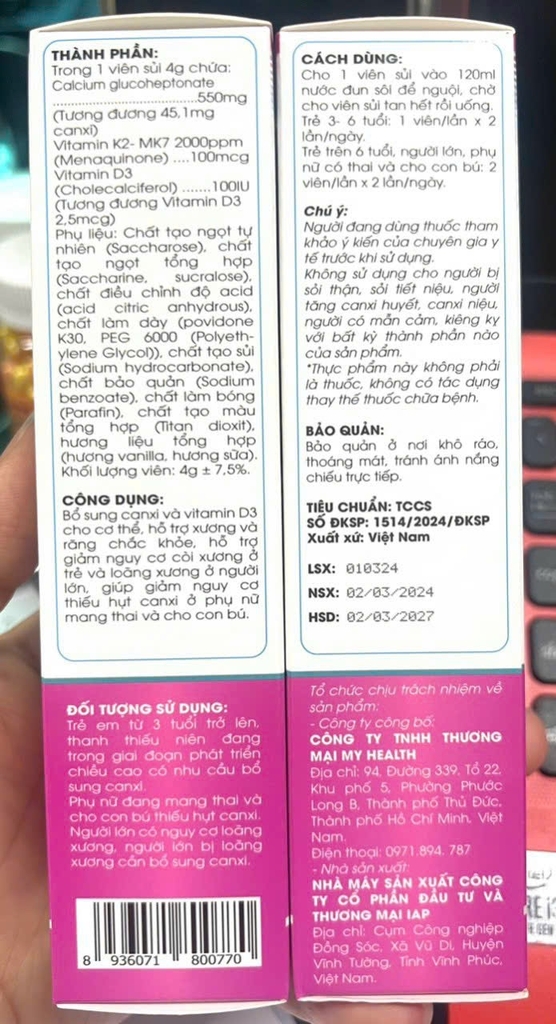 THÀNH PHẦN:
Trong 1 viên sủi 4g chứa:
Calcium glucoheptonate
.................................550mg
(Tương đương 45,1mg
canxi)
Vitamin K2- MK7 2000ppm
(Menaquinone) ....100mcg
Vitamin D3
(Cholecalciferol) .......100IU
(Tương đương Vitamin D3
2,5mcg)
Phụ liệu: Chất tạo ngọt tự
nhiên (Saccharose), chất
tạo ngọt tổng hợp
(Saccharine, sucralose),
chất điều chỉnh độ acid
(acid citric anhydrous),
chất làm dày (povidone
K30, PEG 6000 (Polyeth-
ylene Glycol)), chất tạo sủi
(Sodium hydrocarbonate),
chất bảo quản (Sodium
benzoate), chất làm bóng
(Parafin), chất tạo màu
tổng hợp (Titan dioxit),
hương liệu tổng hợp
(hương vanilla, hương sữa).
Khối lượng viên: 4g ± 7,5%.
CÔNG DỤNG:
Bổ sung canxi và vitamin D3
cho cơ thể, hỗ trợ xương và
răng chắc khỏe, hỗ trợ
giảm nguy cơ còi xương ở
trẻ và loãng xương ở người
lớn, giúp giảm nguy cơ
thiếu hụt canxi ở phụ nữ
mang thai và cho con bú.
ĐỐI TƯỢNG SỬ DỤNG:
Trẻ em từ 3 tuổi trở lên,
thanh thiếu niên đang
trong giai đoạn phát triển
chiều cao có nhu cầu bổ
sung canxi.
Phụ nữ đang mang thai và
cho con bú thiếu hụt canxi.
Người lớn có nguy cơ loãng
xương, người lớn bị loãng
xương cần bổ sung canxi.
8 936071 800770
CÁCH DÙNG:
Cho 1 viên sủi vào 120ml
nước đun sôi để nguội, chờ
cho viên sủi tan hết rồi uống.
Trẻ 3- 6 tuổi: 1 viên/lần x 2
lần/ngày.
Trẻ trên 6 tuổi, người lớn, phụ
nữ có thai và cho con bú: 2
viên/lần x 2 lần/ngày.
Chú ý:
Người đang dùng thuốc tham
khảo ý kiến của chuyên gia y
tế trước khi sử dụng.
Không sử dụng cho người bị
sỏi thận, sỏi tiết niệu, người
tăng canxi huyết, canxi niệu,
người có mẫn cảm, kiêng kỵ
với bất kỳ thành phần nào
của sản phẩm.
*Thực phẩm này không phải
là thuốc, không có tác dụng
thay thế thuốc chữa bệnh.
BẢO QUẢN:
Bảo quản ở nơi khô ráo,
thoáng mát, tránh ánh nắng
chiếu trực tiếp.
TIÊU CHUẨN: TCCS
SỐ ĐKSP: 1514/2024/ĐKSP
Xuất xứ: Việt Nam
LSX: 010324
NSX: 02/03/2024
HSD: 02/03/2027
Tổ chức chịu trách nhiệm về
sản phẩm:
- Công ty công bố:
CÔNG TY TNHH THƯƠNG
MẠI MY HEALTH
Địa chỉ: 94, Đường 339, Tổ 22,
Khu phố 5, Phường Phước
Long B, Thành phố Thủ Đức,
Thành phố Hồ Chí Minh, Việt
Nam.
Điện thoại: 0971. 894. 787
- Nhà sản xuất:
NHÀ MÁY SẢN XUẤT CÔNG
TY CỔ PHẦN ĐẦU TƯ VÀ
THƯƠNG MẠI IAP
Địa chỉ: Cụm Công nghiệp
Đồng Sóc, Xã Vũ Di, Huyện
Vĩnh Tường, Tỉnh Vĩnh Phúc,
Việt Nam.